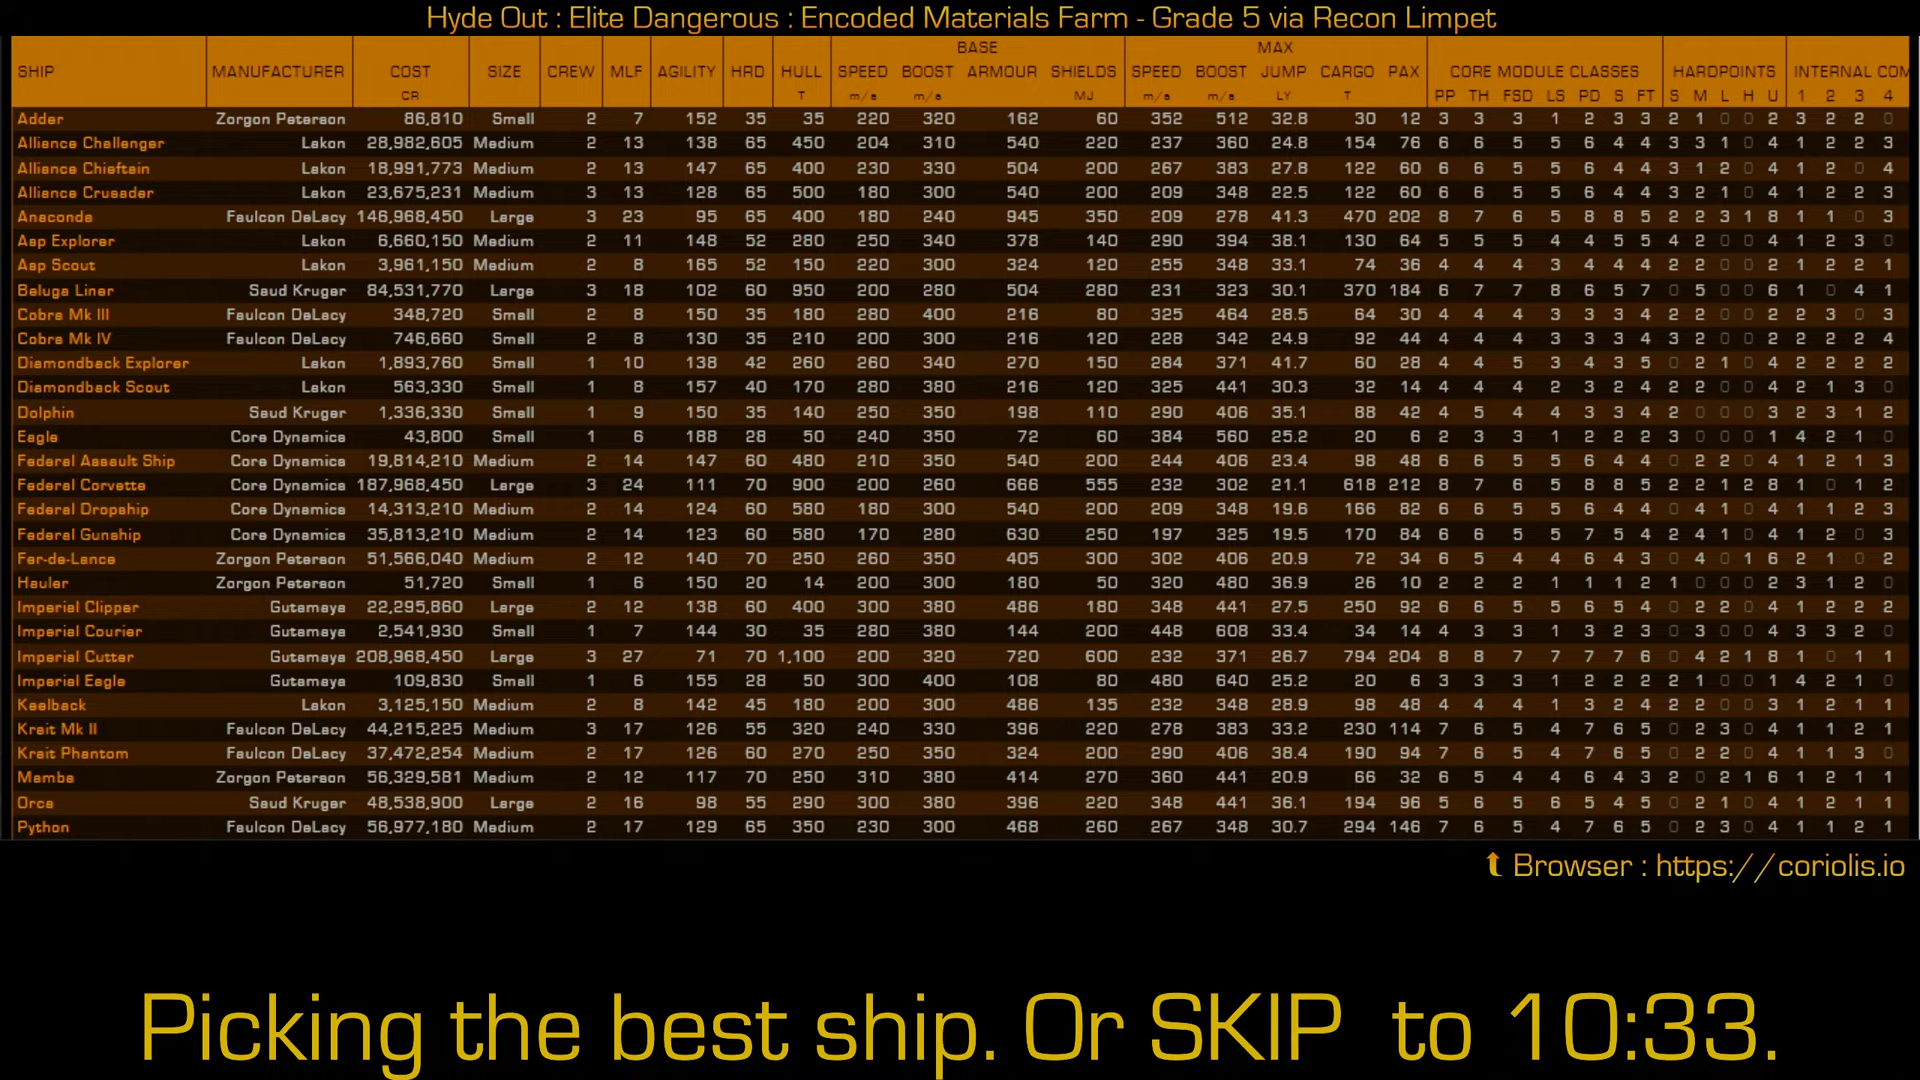 Hyde Out : Elite Dangerous : Encoded Materials Farm - Grade 5 via Recon Limpet
BASE MAX
SHIP MANUFACTURER COST SIZE CREW MLF AGILITY HRD HULL SPEED BOOST ARMOUR SHIELDS SPEED BOOST JUMP CARGO PAX CORE MODULE CLASSES HARDPOINTS INTERNAL COM
CR T m/s m/s MJ m/s m/s LY T PP TH FSD LS PD S FT S M L H U 1 2 3 4
Adder Zorgon Peterson 86,810 Small 2 7 152 35 35 220 320 162 60 352 512 32.8 30 12 3 3 3 1 2 3 3 2 1 0 0 2 3 2 2 0
Alliance Challenger Lakon 28,982,605 Medium 2 13 138 65 450 204 310 540 220 237 360 24.8 154 76 6 6 5 5 6 4 4 3 3 1 0 4 1 2 2 3
Alliance Chieftain Lakon 18,991,773 Medium 2 13 147 65 400 230 330 504 200 267 383 27.8 122 60 6 6 5 5 6 4 4 3 1 2 0 4 1 2 0 4
Alliance Crusader Lakon 23,675,231 Medium 3 13 128 65 500 180 300 540 200 209 348 22.5 122 60 6 6 5 5 6 4 4 3 2 1 0 4 1 2 2 3
Anaconda Faulcon DeLacy 146,968,450 Large 3 23 95 65 400 180 240 945 350 209 278 41.3 470 202 8 7 6 5 8 8 5 2 2 3 1 8 1 1 0 3
Asp Explorer Lakon 6,660,150 Medium 2 11 148 52 280 250 340 378 140 290 394 38.1 130 64 5 5 5 4 4 5 5 4 2 0 0 4 1 2 3 0
Asp Scout Lakon 3,961,150 Medium 2 8 165 52 150 220 300 324 120 255 348 33.1 74 36 4 4 4 3 4 4 4 2 2 0 0 2 1 2 2 1
Beluga Liner Saud Kruger 84,531,770 Large 3 18 102 60 950 200 280 504 280 231 323 30.1 370 184 6 7 7 8 6 5 7 0 5 0 0 6 1 0 4 1
Cobra Mk III Faulcon DeLacy 348,720 Small 2 8 150 35 180 280 400 216 80 325 464 28.5 64 30 4 4 4 3 3 3 4 2 2 0 0 2 2 3 0 3
Cobra Mk IV Faulcon DeLacy 746,660 Small 2 8 130 35 210 200 300 216 120 228 342 24.9 92 44 4 4 4 3 3 3 4 3 2 0 0 2 2 2 2 4
Diamondback Explorer Lakon 1,893,760 Small 1 10 138 42 260 260 340 270 150 284 371 41.7 60 28 4 4 5 3 4 3 5 0 2 1 0 4 2 2 2 2
Diamondback Scout Lakon 563,330 Small 1 8 157 40 170 280 380 216 120 325 441 30.3 32 14 4 4 4 2 3 2 4 2 2 0 0 4 2 1 3 0
Dolphin Saud Kruger 1,336,330 Small 1 9 150 35 140 250 350 198 110 290 406 35.1 88 42 4 5 4 4 3 3 4 2 0 0 0 3 2 3 1 2
Eagle Core Dynamics 43,800 Small 1 6 188 28 50 240 350 72 60 384 560 25.2 20 6 2 3 3 1 2 2 2 3 0 0 0 1 4 2 1 0
Federal Assault Ship Core Dynamics 19,814,210 Medium 2 14 147 60 480 210 350 540 200 244 406 23.4 98 48 6 6 5 5 6 4 4 0 2 2 0 4 1 2 1 3
Federal Corvette Core Dynamics 187,968,450 Large 3 24 111 70 900 200 260 666 555 232 302 21.1 618 212 8 7 6 5 8 8 5 2 2 1 2 8 1 0 1 2
Federal Dropship Core Dynamics 14,313,210 Medium 2 14 124 60 580 180 300 540 200 209 348 19.6 166 82 6 6 5 5 6 4 4 0 4 1 0 4 1 1 2 3
Federal Gunship Core Dynamics 35,813,210 Medium 2 14 123 60 580 170 280 630 250 197 325 19.5 170 84 6 6 5 5 7 5 4 2 4 1 0 4 1 2 0 3
Fer-de-Lance Zorgon Peterson 51,566,040 Medium 2 12 140 70 250 260 350 405 300 302 406 20.9 72 34 6 5 4 4 6 4 3 0 4 0 1 6 2 1 0 2
Hauler Zorgon Peterson 51,720 Small 1 6 150 20 14 200 300 180 50 320 480 36.9 26 10 2 2 2 1 1 1 2 1 0 0 0 2 3 1 2 0
Imperial Clipper Gutamaya 22,295,860 Large 2 12 138 60 400 300 380 486 180 348 441 27.5 250 92 6 6 5 5 6 5 4 0 2 2 0 4 1 2 2 2
Imperial Courier Gutamaya 2,541,930 Small 1 7 144 30 35 280 380 144 200 448 608 33.4 34 14 4 3 3 1 3 2 3 0 3 0 0 4 3 3 2 0
Imperial Cutter Gutamaya 208,968,450 Large 3 27 71 70 1,100 200 320 720 600 232 371 26.7 794 204 8 8 7 7 7 7 6 0 4 2 1 8 1 0 1 1
Imperial Eagle Gutamaya 109,830 Small 1 6 155 28 50 300 400 108 80 480 640 25.2 20 6 3 3 3 1 2 2 2 2 1 0 0 1 4 2 1 0
Keelback Lakon 3,125,150 Medium 2 8 142 45 180 200 300 486 135 232 348 28.9 98 48 4 4 4 1 3 2 4 2 2 0 0 3 1 2 1 1
Krait Mk II Faulcon DeLacy 44,215,225 Medium 3 17 126 55 320 240 330 396 220 278 383 33.2 230 114 7 6 5 4 7 6 5 0 2 3 0 4 1 1 2 1
Krait Phantom Faulcon DeLacy 37,472,254 Medium 2 17 126 60 270 250 350 324 200 290 406 38.4 190 94 7 6 5 4 7 6 5 0 2 2 0 4 1 1 3 0
Mamba Zorgon Peterson 56,329,581 Medium 2 12 117 70 250 310 380 414 270 360 441 20.9 66 32 6 5 4 4 6 4 3 2 0 2 1 6 1 2 1 1
Orca Saud Kruger 48,538,900 Large 2 16 98 55 290 300 380 396 220 348 441 36.1 194 96 5 6 5 6 5 4 5 0 2 1 0 4 1 2 1 1
Python Faulcon DeLacy 56,977,180 Medium 2 17 129 65 350 230 300 468 260 267 348 30.7 294 146 7 6 5 4 7 6 5 0 2 3 0 4 1 1 2 1
⮤ Browser : https://coriolis.io
Picking the best ship. Or SKIP to 10:33.